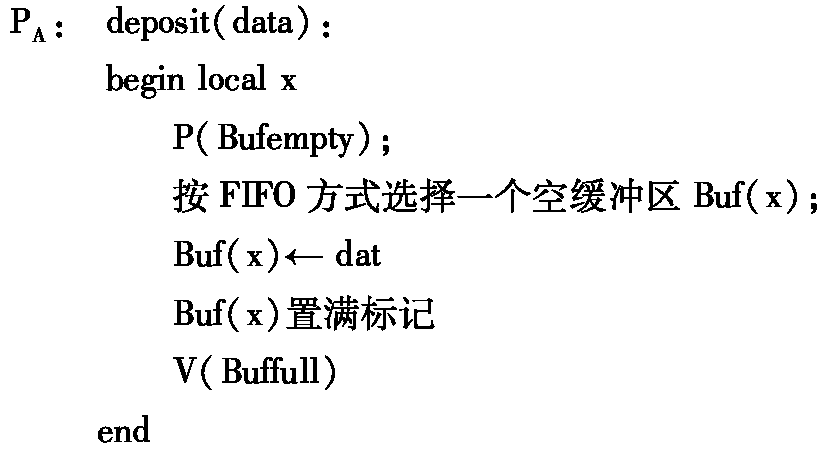 P_A: deposit(data):
begin local x
P(Bufempty);
按 FIFO 方式选择一个空缓冲区 Buf(x);
Buf(x)← dat
Buf(x)置满标记
V(Buffull)
end